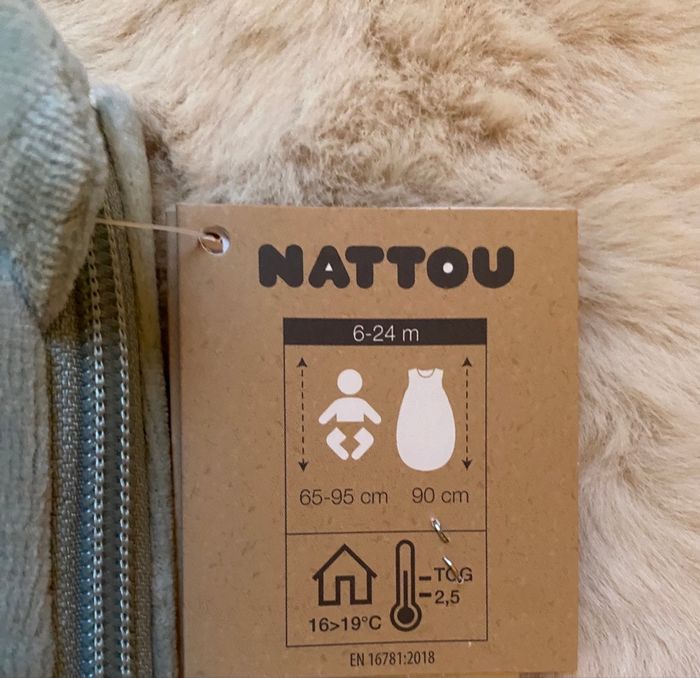 NATTOU
6-24 m
65-95 cm 90 cm
TOG
2,5
16>19°C
EN 16781:2018